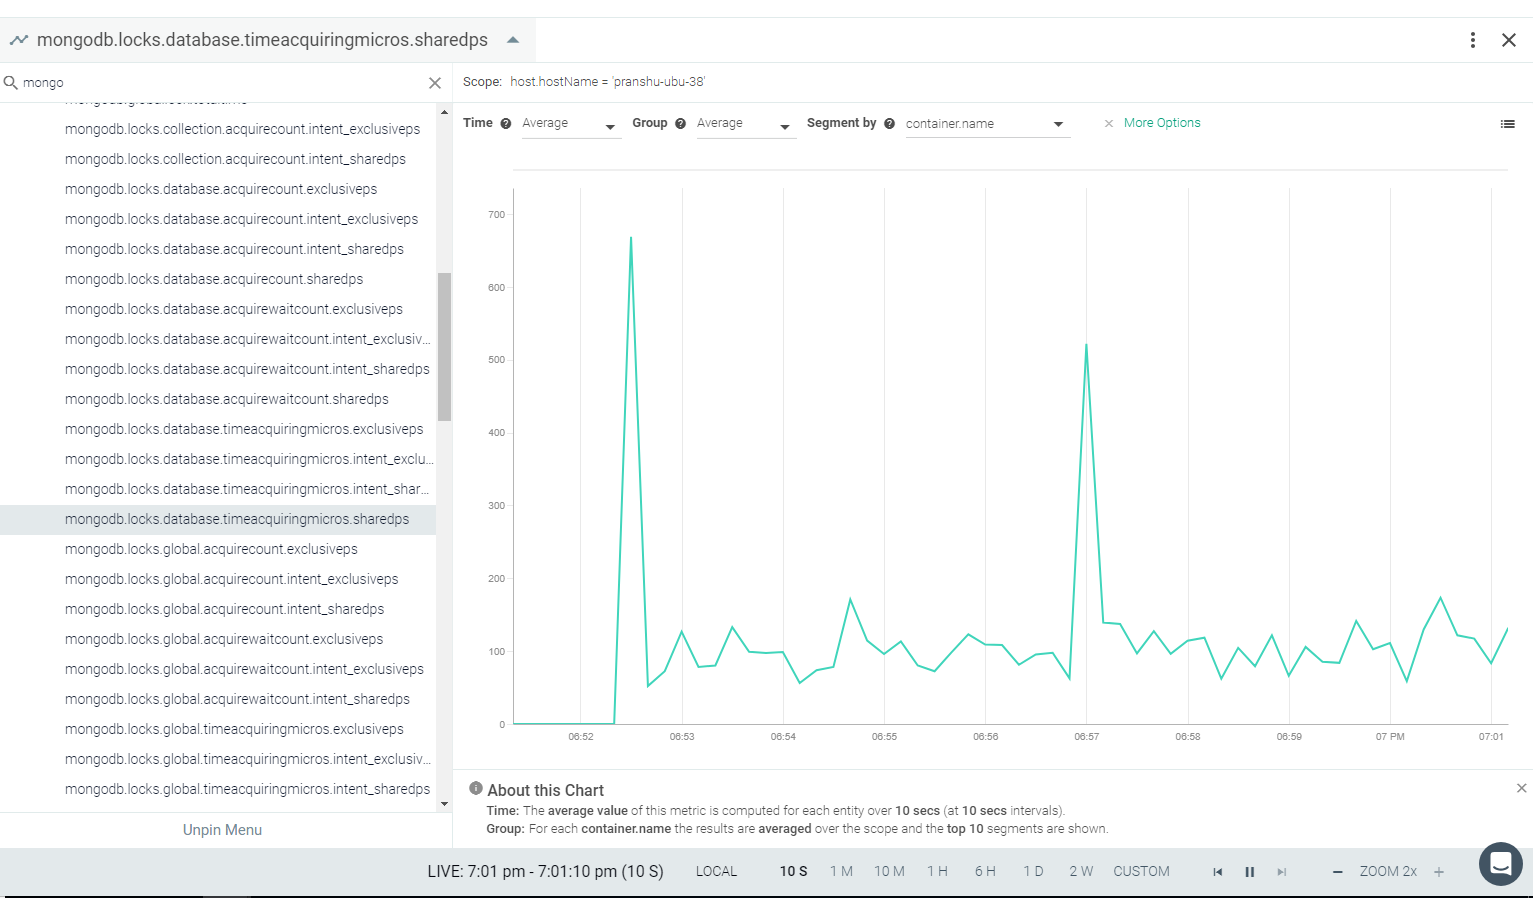 mongodb.locks.database.timeacquiringmicros.sharedps
mongo
Scope: host.hostName = 'pranshu-ubu-38'
mongodb.locks.collection.acquirecount.intent_exclusiveps
mongodb.locks.collection.acquirecount.intent_sharedps
mongodb.locks.database.acquirecount.exclusiveps
mongodb.locks.database.acquirecount.intent_exclusiveps
mongodb.locks.database.acquirecount.intent_sharedps
mongodb.locks.database.acquirecount.sharedps
mongodb.locks.database.acquirewaitcount.exclusiveps
mongodb.locks.database.acquirewaitcount.intent_exclusiv...
mongodb.locks.database.acquirewaitcount.intent_sharedps
mongodb.locks.database.acquirewaitcount.sharedps
mongodb.locks.database.timeacquiringmicros.exclusiveps
mongodb.locks.database.timeacquiringmicros.intent_exclu...
mongodb.locks.database.timeacquiringmicros.intent_shar...
mongodb.locks.database.timeacquiringmicros.sharedps
mongodb.locks.global.acquirecount.exclusiveps
mongodb.locks.global.acquirecount.intent_exclusiveps
mongodb.locks.global.acquirecount.intent_sharedps
mongodb.locks.global.acquirewaitcount.exclusiveps
mongodb.locks.global.acquirewaitcount.intent_exclusiveps
mongodb.locks.global.acquirewaitcount.intent_sharedps
mongodb.locks.global.timeacquiringmicros.exclusiveps
mongodb.locks.global.timeacquiringmicros.intent_exclusiv...
mongodb.locks.global.timeacquiringmicros.intent_sharedps
Unpin Menu
Time ? Average Group ? Average Segment by ? container.name × More Options
700
600
500
400
300
200
100
0
06:52 06:53 06:54 06:55 06:56 06:57 06:58 06:59 07 PM 07:01
About this Chart
Time: The average value of this metric is computed for each entity over 10 secs (at 10 secs intervals).
Group: For each container.name the results are averaged over the scope and the top 10 segments are shown.
LIVE: 7:01 pm - 7:01:10 pm (10 S) LOCAL 10 S 1 M 10 M 1 H 6 H 1 D 2 W CUSTOM ZOOM 2x